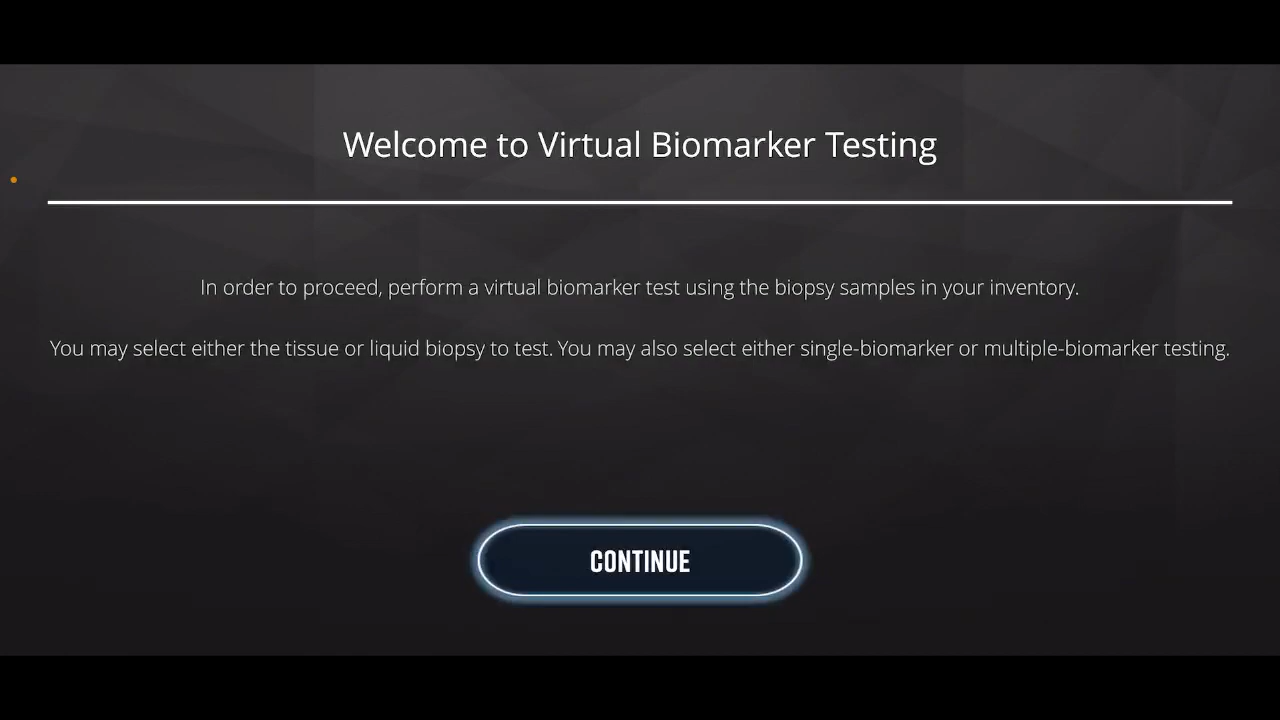 Welcome to Virtual Biomarker Testing
In order to proceed, perform a virtual biomarker test using the biopsy samples in your inventory.
You may select either the tissue or liquid biopsy to test. You may also select either single-biomarker or multiple-biomarker testing.
CONTINUE